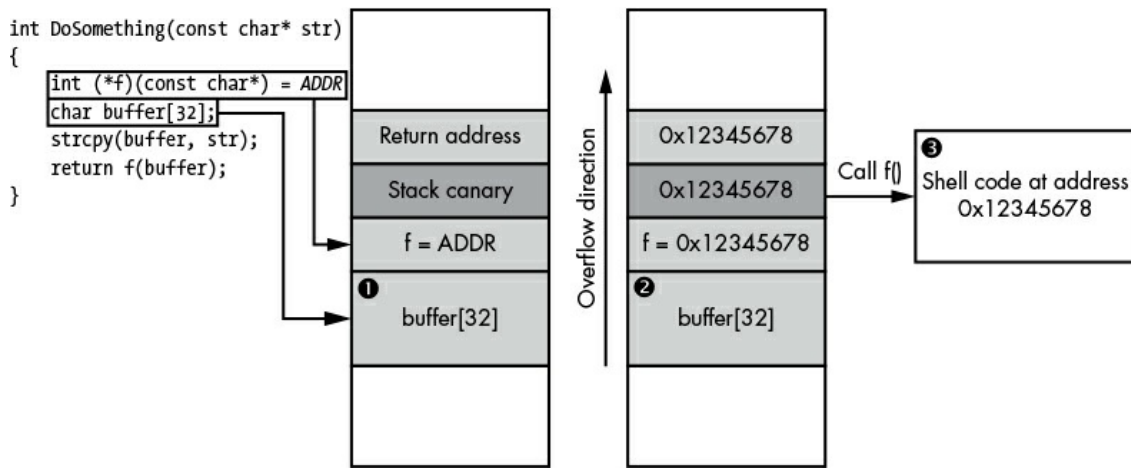 int DoSomething(const char* str)
{
int (*f)(const char*) = ADDR
char buffer[32];
strcpy(buffer, str);
return f(buffer);
}
Return address
Stack canary
f = ADDR
❶
buffer[32]
Overflow direction
0x12345678
0x12345678
f = 0x12345678
❷
buffer[32]
Call f()
❸
Shell code at address
0x12345678